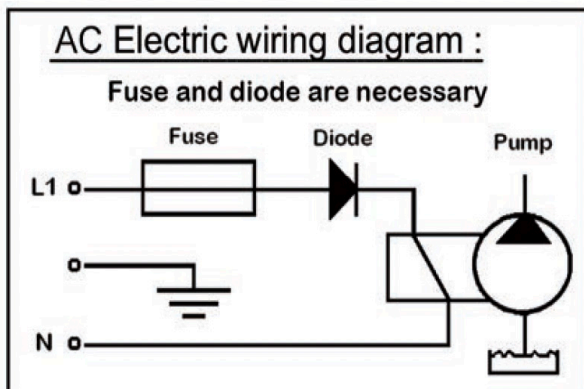 AC Electric wiring diagram :
Fuse and diode are necessary
Fuse Diode Pump
L1
N